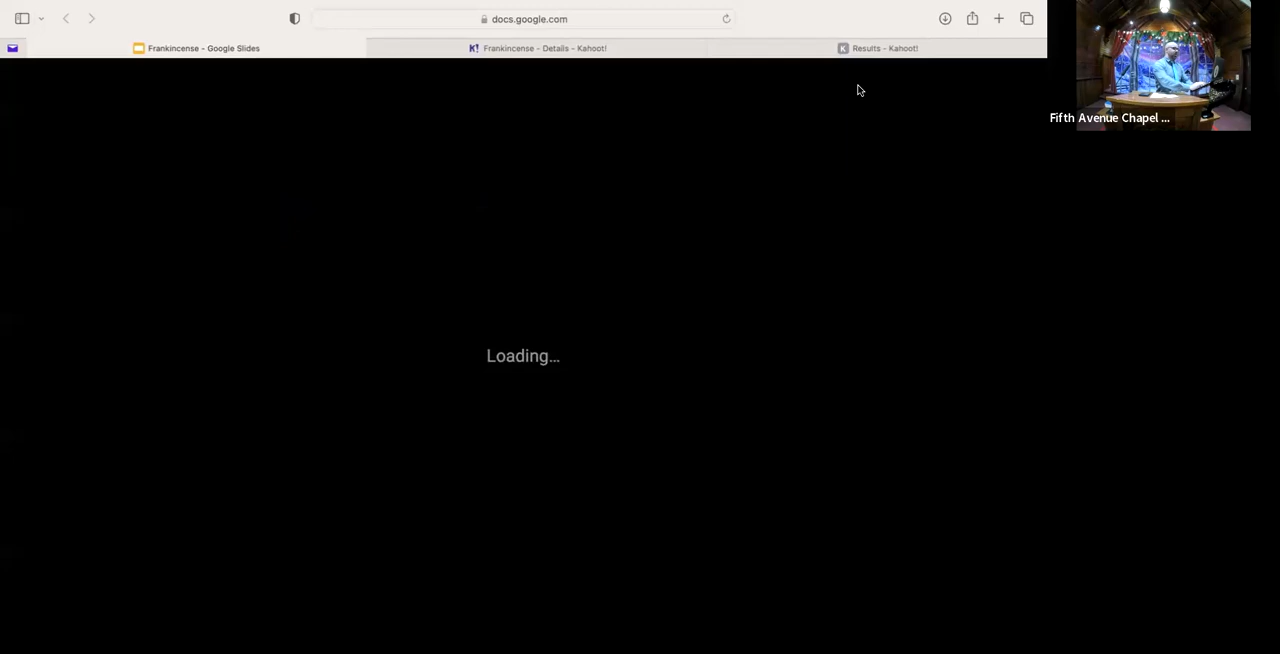 docs.google.com
Frankincense - Google Slides
K! Frankincense - Details - Kahoot!
K Results - Kahoot!
Fifth Avenue Chapel ...
Loading...